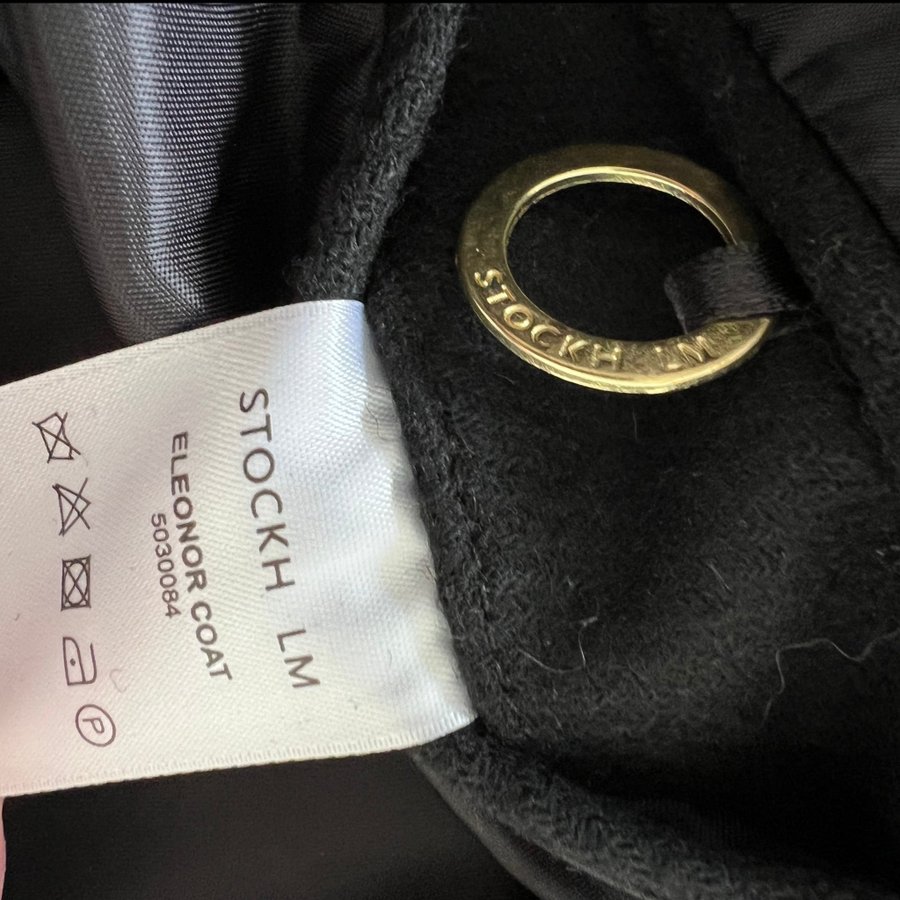 STOCKH LM
STOCKH LM
ELEONOR COAT
5030084
P